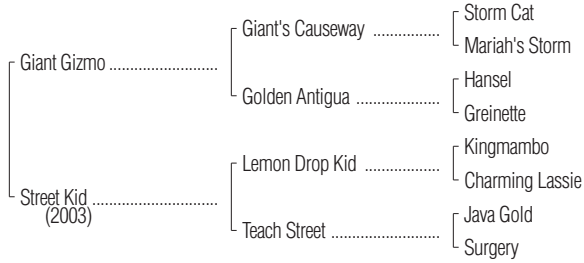 Storm Cat
Giant's Causeway ..................
Mariah's Storm
Giant Gizmo ..........................
Hansel
Golden Antigua ......................
Greinette
Kingmambo
Lemon Drop Kid ....................
Charming Lassie
Street Kid ..............................
(2003)
Java Gold
Teach Street ............................
Surgery